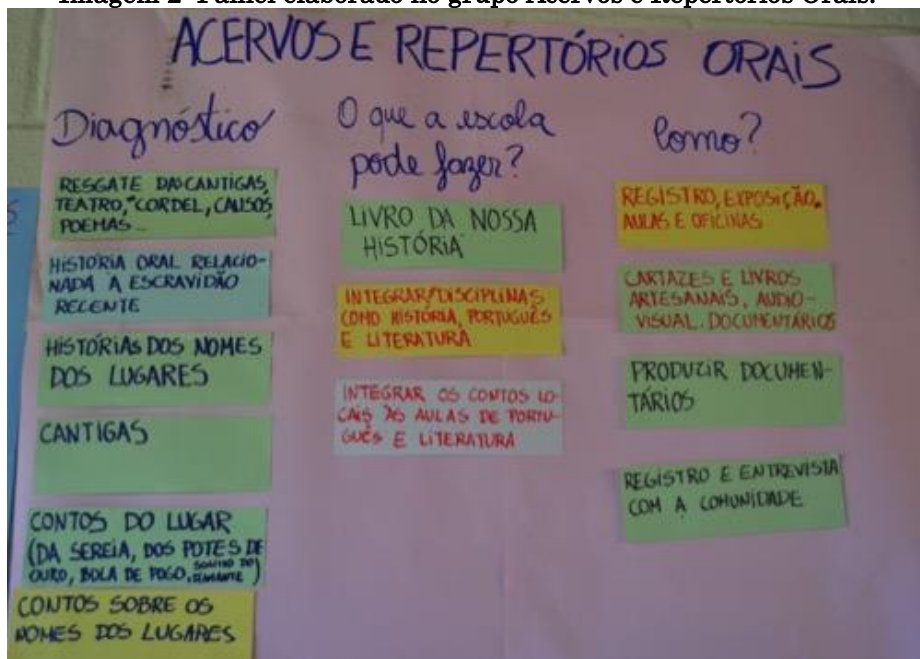 Imagem 2- Painel elaborado no grupo Acervos e Repertórios Orais.
ACERVOS E REPERTÓRIOS ORAIS
Diagnóstico
RESGATE DAS CANTIGAS,
TEATRO, CORDEL, CAUSOS,
POEMAS...
HISTÓRIA ORAL RELACIO-
NADA A ESCRAVIDÃO
RECENTE
HISTÓRIAS DOS NOMES
DOS LUGARES
CANTIGAS
CONTOS DO LUGAR
(DA SEREIA, DOS POTES DE
OURO, BOLA DE FOGO, SONHO DO
DIAMANTE)
CONTOS SOBRE OS
NOMES DOS LUGARES
O que a escola
pode fazer?
LIVRO DA NOSSA
HISTÓRIA
INTEGRAR DISCIPLINAS
COMO HISTÓRIA, PORTUGUÊS
E LITERATURA
INTEGRAR OS CONTOS LO-
CAIS ÀS AULAS DE PORTU-
GUÊS E LITERATURA
Como?
REGISTRO, EXPOSIÇÃO,
AULAS E OFICINAS
CARTAZES E LIVROS
ARTESANAIS, AUDIO-
VISUAL. DOCUMENTÁRIOS
PRODUZIR DOCUMEN-
TÁRIOS
REGISTRO E ENTREVISTA
COM A COMUNIDADE